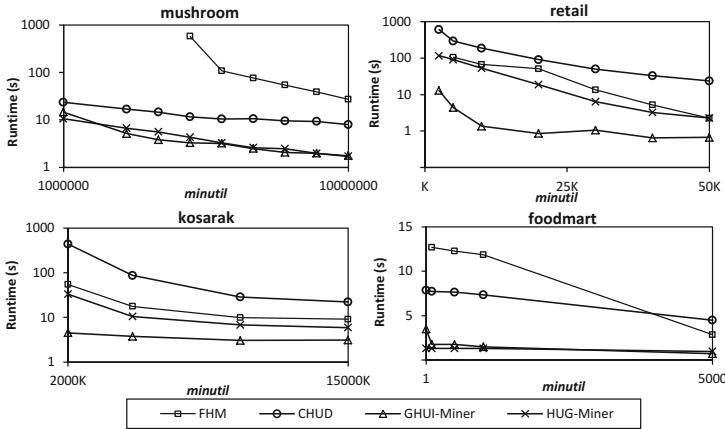 mushroom
1000
100
10
1
Runtime (s)
1000000
10000000
minutil
retail
1000
100
10
1
Runtime (s)
K
25K
50K
minutil
kosarak
1000
100
10
1
Runtime (s)
2000K
15000K
minutil
foodmart
15
10
5
0
Runtime (s)
1
5000
minutil
FHM CHUD GHUI-Miner HUG-Miner